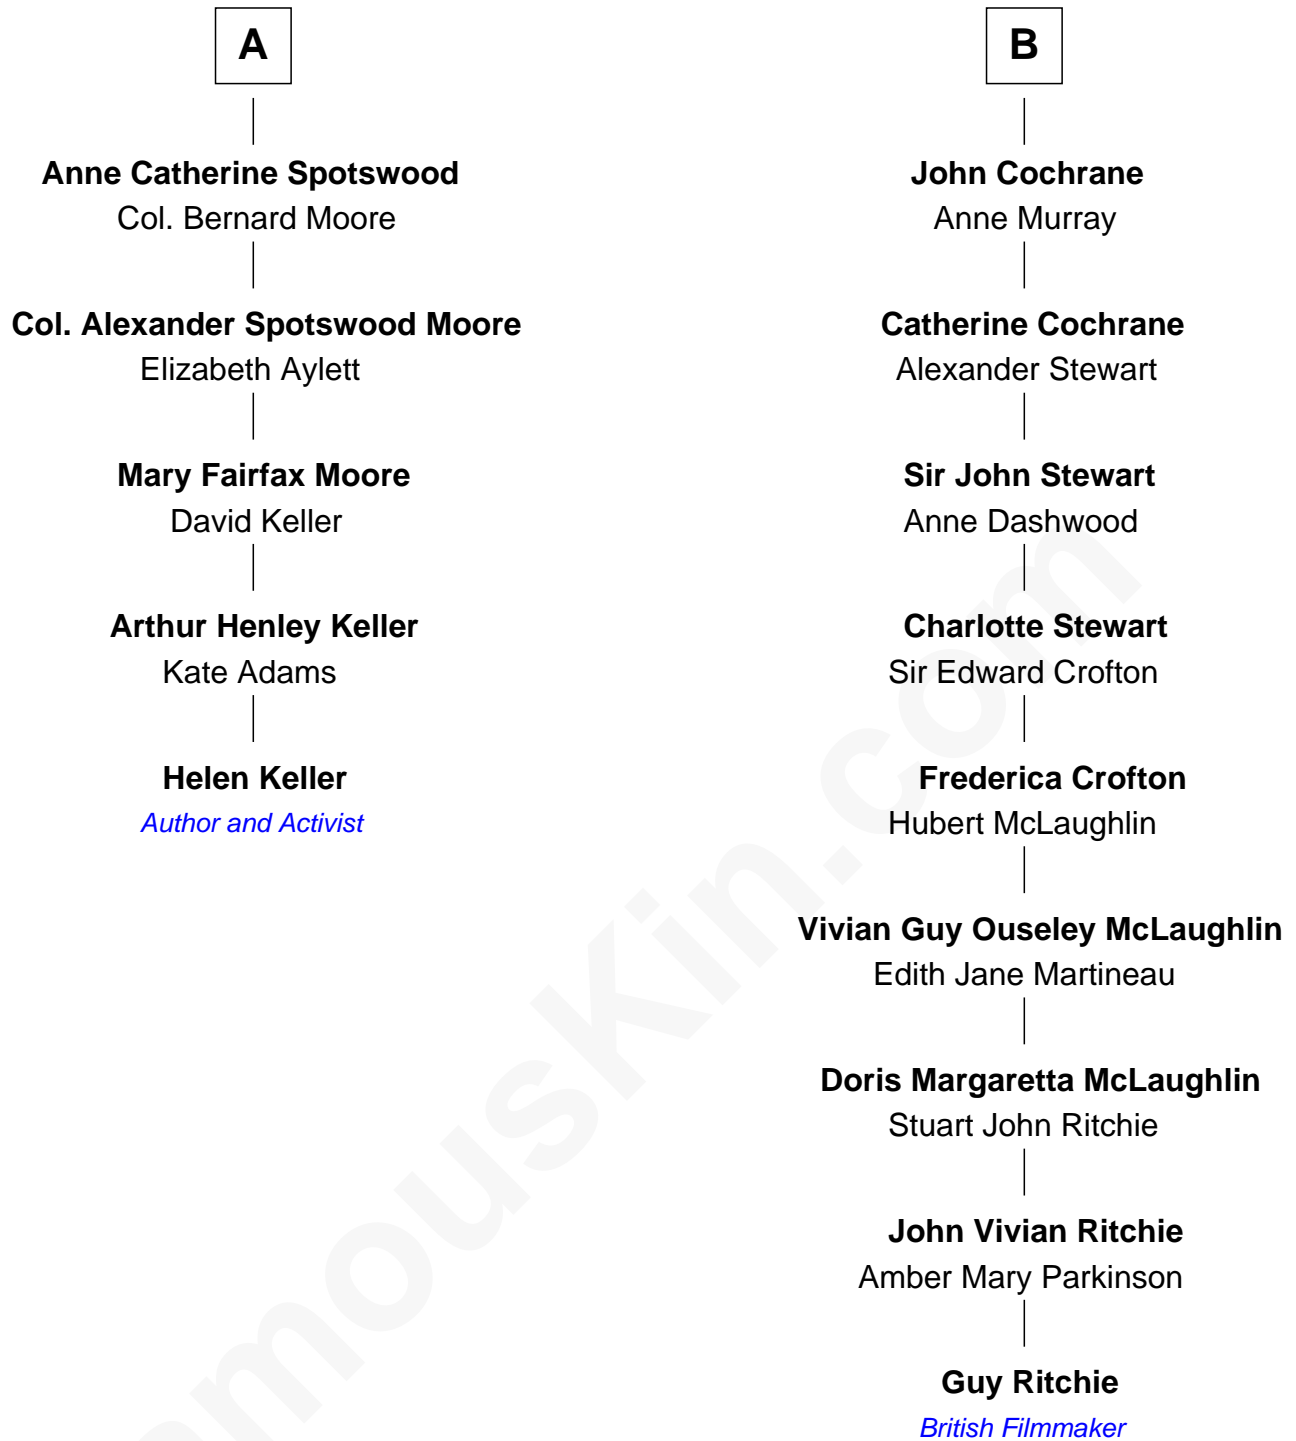 A
Anne Catherine Spotswood
Col. Bernard Moore
Col. Alexander Spotswood Moore
Elizabeth Aylett
Mary Fairfax Moore
David Keller
Arthur Henley Keller
Kate Adams
Helen Keller
Author and Activist
B
John Cochrane
Anne Murray
Catherine Cochrane
Alexander Stewart
Sir John Stewart
Anne Dashwood
Charlotte Stewart
Sir Edward Crofton
Frederica Crofton
Hubert McLaughlin
Vivian Guy Ouseley McLaughlin
Edith Jane Martineau
Doris Margaretta McLaughlin
Stuart John Ritchie
John Vivian Ritchie
Amber Mary Parkinson
Guy Ritchie
British Filmmaker
amouskin.com